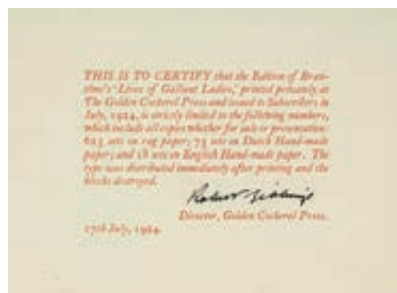 THIS IS TO CERTIFY that the Edition of Bran-
tôme's 'Lives of Gallant Ladies,' printed privately at
The Golden Cockerel Press and issued to Subscribers in
July, 1924, is strictly limited to the following numbers,
which include all copies whether for sale or presentation:
625 sets on rag paper; 75 sets on Dutch Hand-made
paper; and 18 sets on English Hand-made paper. The
type was distributed immediately after printing and the
blocks destroyed.
Robert Gibbings
Director, Golden Cockerel Press.
17th July, 1924.